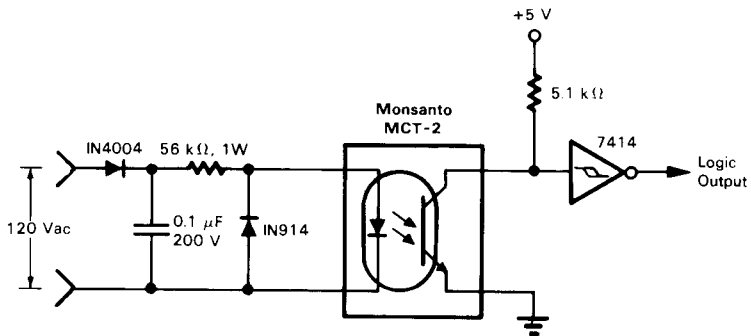 +5 V
5.1 kΩ
Monsanto
MCT-2
7414
IN4004
56 kΩ, 1W
Logic
Output
120 Vac
0.1 μF
200 V
IN914